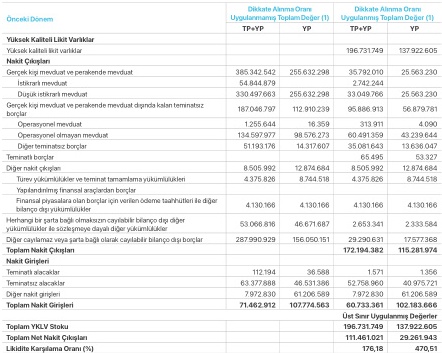 Önceki Dönem
Dikkate Alınma Oranı Uygulanmamış Toplam Değer (1)
Dikkate Alınma Oranı Uygulanmış Toplam Değer (1)
TP+YP YP TP+YP YP
Yüksek Kaliteli Likit Varlıklar
Yüksek kaliteli likit varlıklar 196.731.749 137.922.605
Nakit Çıkışları
Gerçek kişi mevduat ve perakende mevduat 385.342.542 255.632.298 35.792.010 25.563.230
İstikrarlı mevduat 54.844.879 2.742.244
Düşük istikrarlı mevduat 330.497.663 255.632.298 33.049.766 25.563.230
Gerçek kişi mevduat ve perakende mevduat dışında kalan teminatsız
borçlar 187.046.797 112.910.239 95.886.913 56.879.781
Operasyonel mevduat 1.255.644 16.359 313.911 4.090
Operasyonel olmayan mevduat 134.597.977 98.576.273 60.491.359 43.239.644
Diğer teminatsız borçlar 51.193.176 14.317.607 35.081.643 13.636.047
Teminatlı borçlar 65.495 53.327
Diğer nakit çıkışları 8.505.992 12.874.684 8.505.992 12.874.684
Türev yükümlülükler ve teminat tamamlama yükümlülükleri 4.375.826 8.744.518 4.375.826 8.744.518
Yapılandırılmış finansal araçlardan borçlar
Finansal piyasalara olan borçlar için verilen ödeme taahhütleri ile diğer
bilanço dışı yükümlülükler 4.130.166 4.130.166 4.130.166 4.130.166
Herhangi bir şarta bağlı olmaksızın cayılabilir bilanço dışı diğer
yükümlülükler ile sözleşmeye dayalı diğer yükümlülükler 53.066.816 46.671.687 2.653.341 2.333.584
Diğer cayılamaz veya şarta bağlı olarak cayılabilir bilanço dışı borçlar 287.990.929 156.050.151 29.290.631 17.577.368
Toplam Nakit Çıkışları 172.194.382 115.281.974
Nakit Girişleri
Teminatlı alacaklar 112.194 36.588 1.571 1.356
Teminatsız alacaklar 63.377.888 46.531.386 52.758.960 40.975.721
Diğer nakit girişleri 7.972.830 61.206.589 7.972.830 61.206.589
Toplam Nakit Girişleri 71.462.912 107.774.563 60.733.361 102.183.666
Üst Sınır Uygulanmış Değerler
Toplam YKLV Stoku 196.731.749 137.922.605
Toplam Net Nakit Çıkışları 111.461.021 29.261.943
Likidite Karşılama Oranı (%) 176,18 470,51